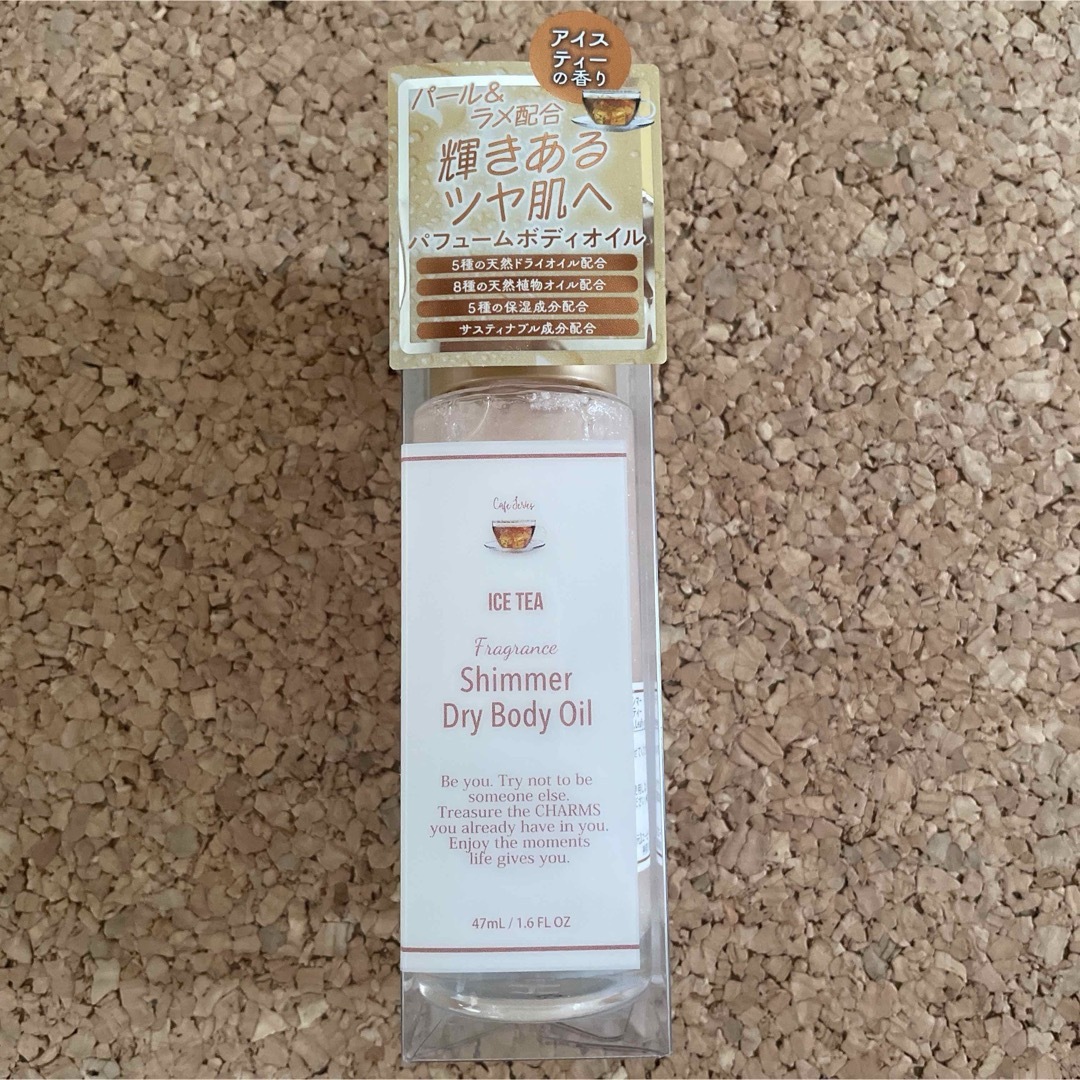 アイス
ティー
の香り
パール&
ラメ配合
輝きある
ツヤ肌へ
パフュームボディオイル
5種の天然ドライオイル配合
8種の天然植物オイル配合
5種の保湿成分配合
サスティナブル成分配合
Cafe Series
ICE TEA
Fragrance
Shimmer
Dry Body Oil
Be you. Try not to be
someone else.
Treasure the CHARMS
you already have in you.
Enjoy the moments
life gives you.
47mL / 1.6 FL OZ